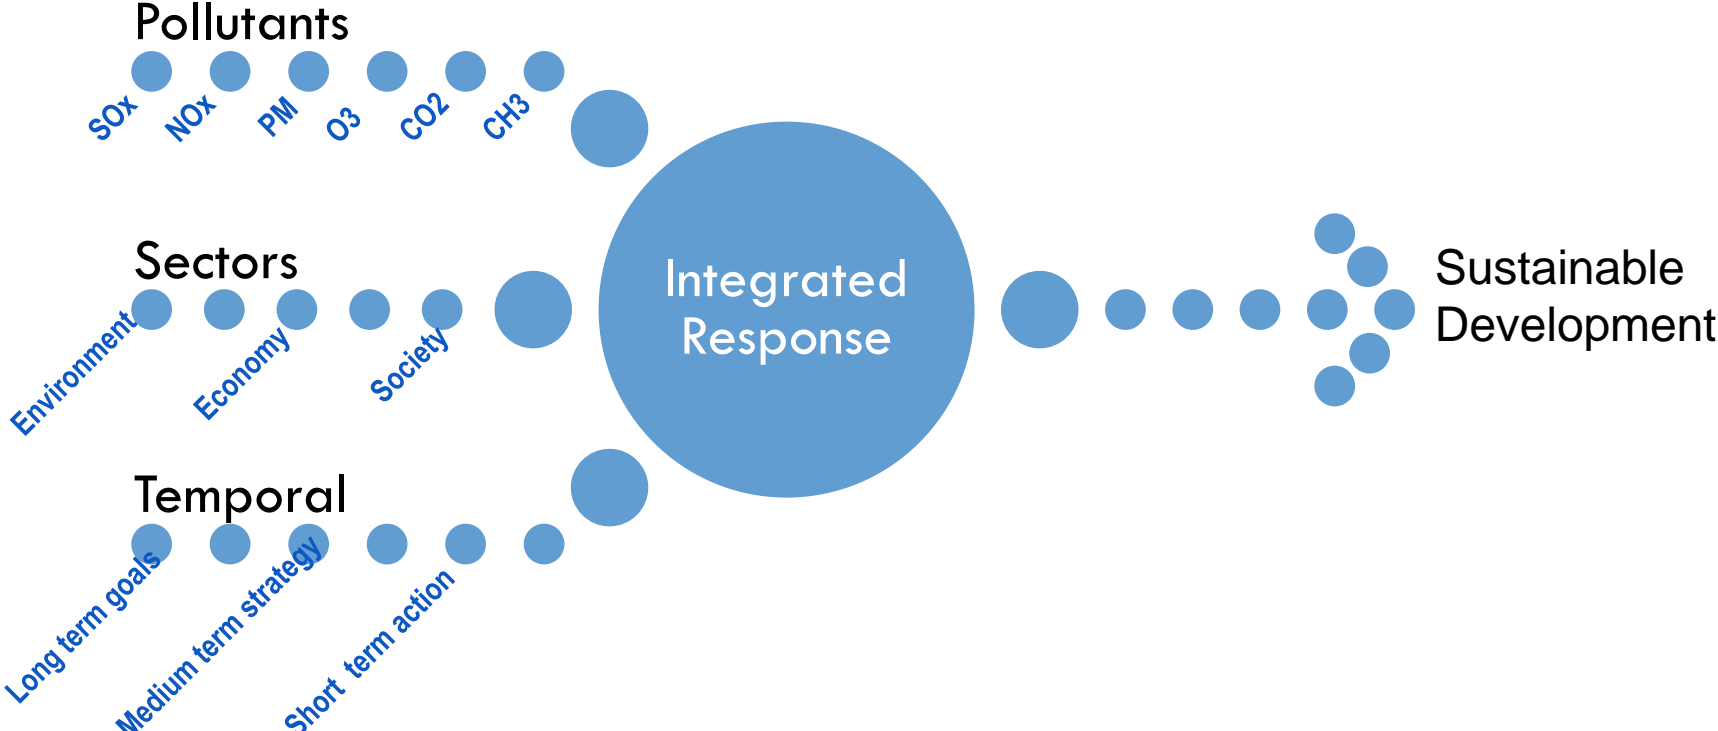 Pollutants
SOx
NOx
PM
O3
CO2
CH3
Sectors
Environment
Economy
Society
Temporal
Long term goals
Medium term strategy
Short term action
Integrated
Response
Sustainable
Development